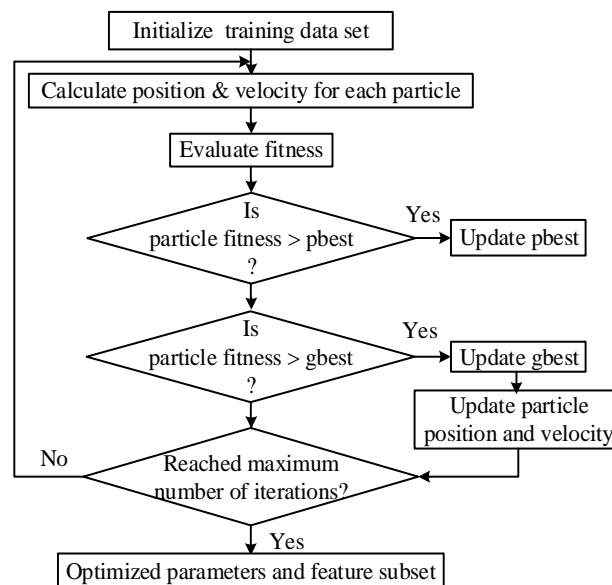 Initialize training data set
Calculate position & velocity for each particle
Evaluate fitness
Is
particle fitness > pbest
?
Yes
Update pbest
Is
particle fitness > gbest
?
Yes
Update gbest
Update particle
position and velocity
Reached maximum
number of iterctions?
No
Yes
Optimized parameters and feature subset